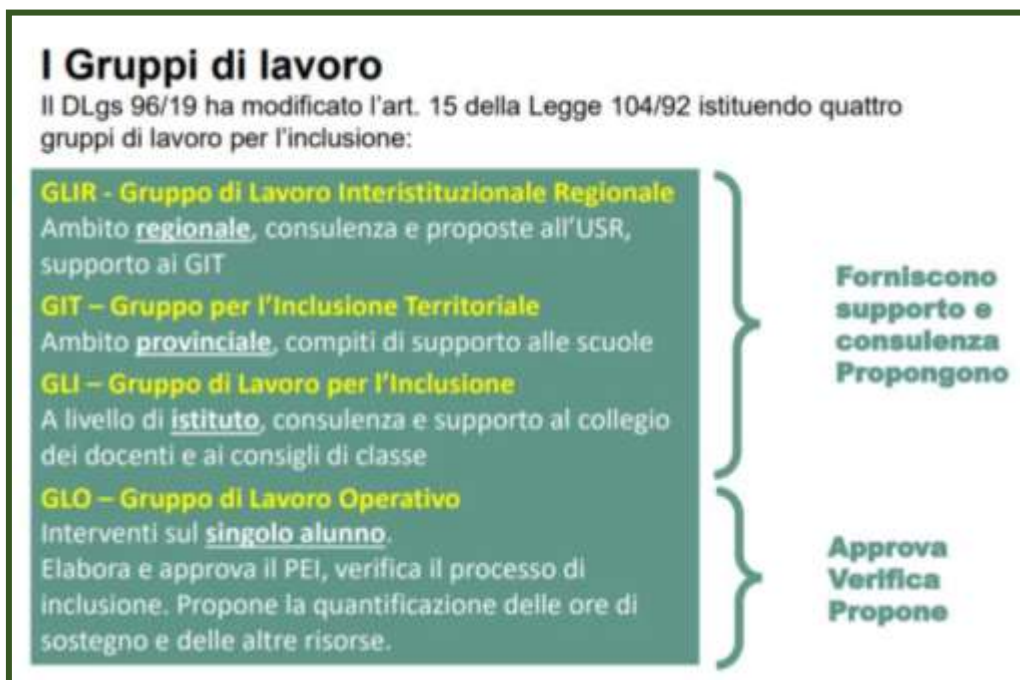 I Gruppi di lavoro
Il DLgs 96/19 ha modificato l'art. 15 della Legge 104/92 istituendo quattro
gruppi di lavoro per l'inclusione:
GLIR - Gruppo di Lavoro Interistituzionale Regionale
Ambito regionale, consulenza e proposte all'USR,
supporto ai GIT
GIT – Gruppo per l'Inclusione Territoriale
Ambito provinciale, compiti di supporto alle scuole
GLI – Gruppo di Lavoro per l'Inclusione
A livello di istituto, consulenza e supporto al collegio
dei docenti e ai consigli di classe
Forniscono
supporto e
consulenza
Propongono
GLO – Gruppo di Lavoro Operativo
Interventi sul singolo alunno.
Elabora e approva il PEI, verifica il processo di
inclusione. Propone la quantificazione delle ore di
sostegno e delle altre risorse.
Approva
Verifica
Propone